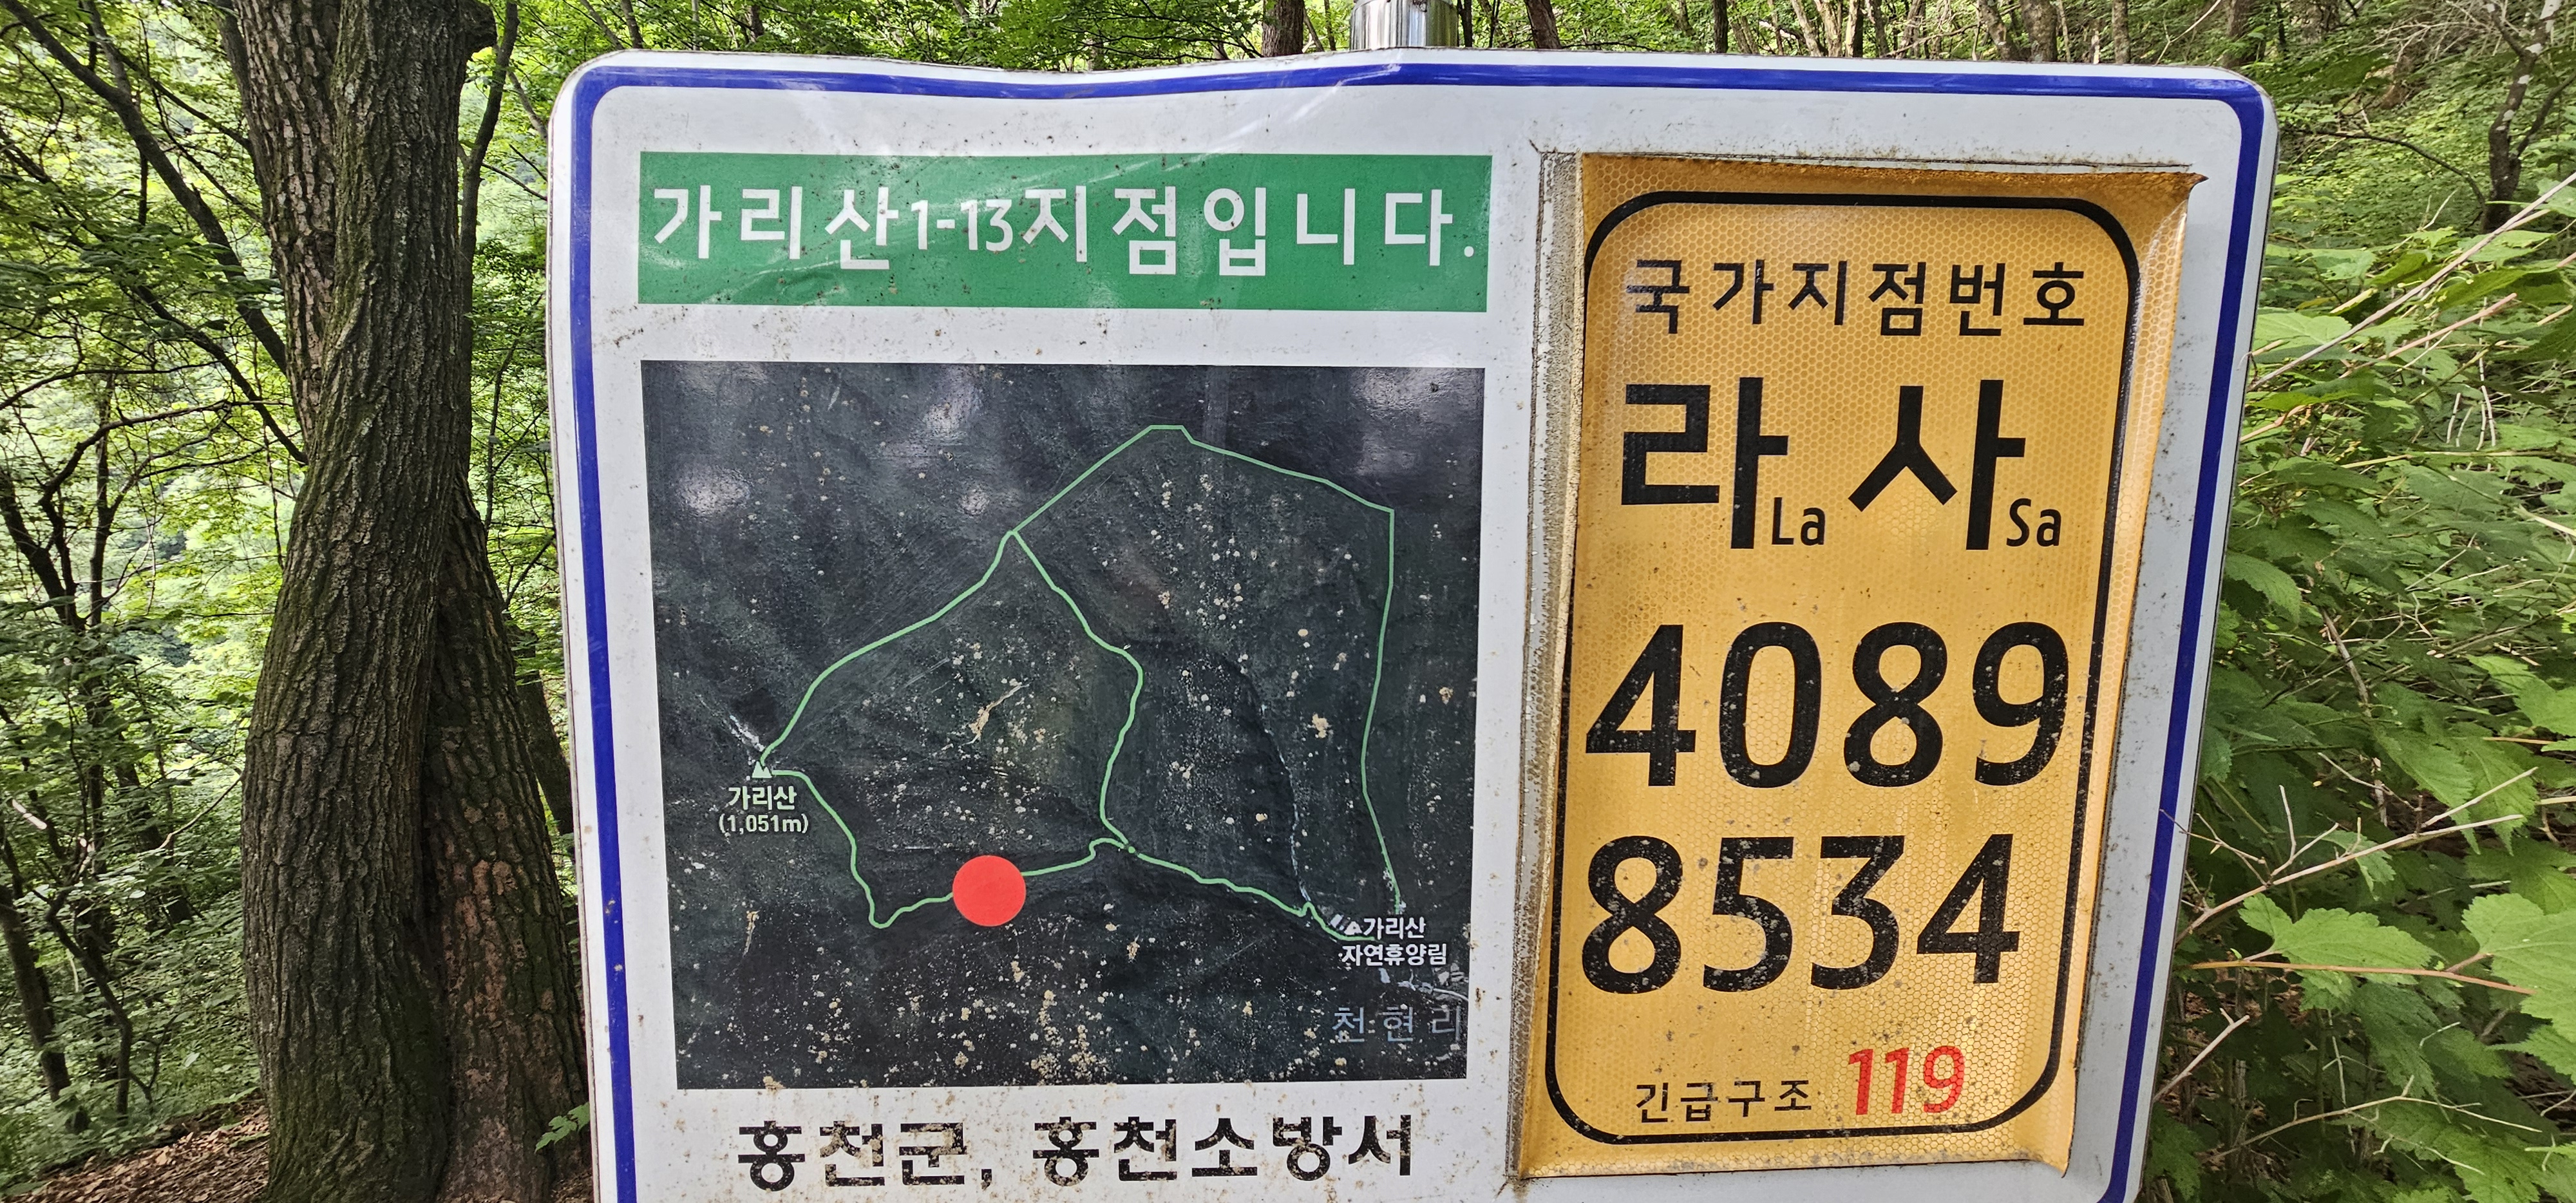 가리산1-13지점입니다.
가리산
(1,051m)
가리산
자연휴양림
천현리
홍천군, 홍천소방서
국가지점번호
라La 사Sa
4089
8534
긴급구조 119